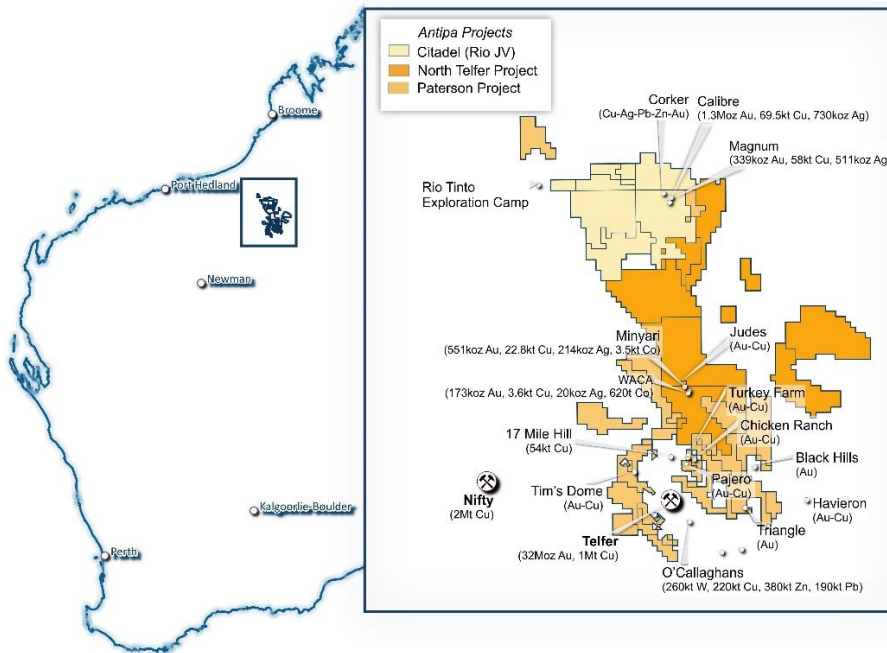 Broome
Port Hedland
Newman
Kalgoorlie-Boulder
Perth
Antipa Projects
Citadel (Rio JV)
North Telfer Project
Paterson Project
Corker
(Cu-Ag-Pb-Zn-Au)
Calibre
(1.3Moz Au, 69.5kt Cu, 730koz Ag)
Magnum
(339koz Au, 58kt Cu, 511koz Ag
Rio Tinto
Exploration Camp
Minyari
(551koz Au, 22.8kt Cu, 214koz Ag, 3.5kt Co)
Judes
(Au-Cu)
WACA
(173koz Au, 3.6kt Cu, 20koz Ag, 620t Co)
Turkey Farm
(Au-Cu)
Chicken Ranch
(Au-Cu)
17 Mile Hill
(54kt Cu)
Black Hills
(Au)
Pajero
(Au-Cu)
Nifty
(2Mt Cu)
Tim's Dome
(Au-Cu)
Havieron
(Au-Cu)
Triangle
(Au)
Telfer
(32Moz Au, 1Mt Cu)
O'Callaghans
(260kt W, 220kt Cu, 380kt Zn, 190kt Pb)